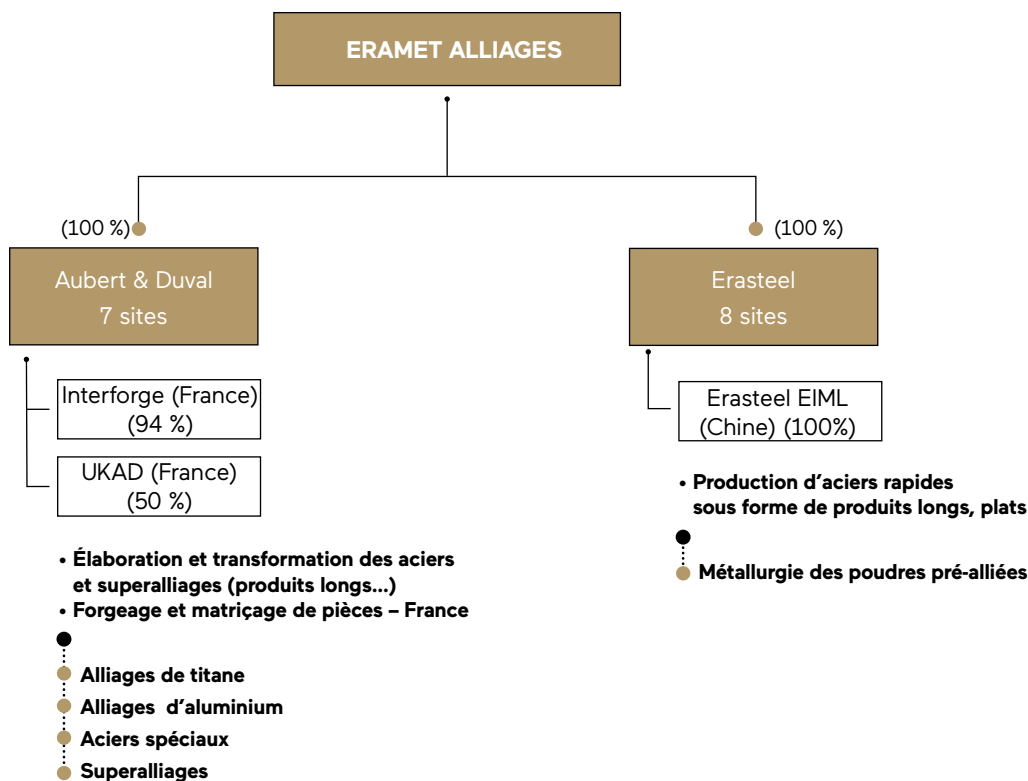 ERAMET ALLIAGES
(100 %)
Aubert & Duval
7 sites
Interforge (France)
(94 %)
UKAD (France)
(50 %)
• Élaboration et transformation des aciers
et superalliages (produits longs...)
• Forgeage et matriçage de pièces – France
Alliages de titane
Alliages d'aluminium
Aciers spéciaux
Superalliages
(100 %)
Erasteel
8 sites
Erasteel EIML
(Chine) (100%)
• Production d'aciers rapides
sous forme de produits longs, plats
Métallurgie des poudres pré-alliées